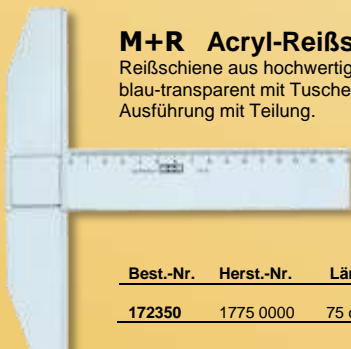 M+R Acryl-Reißs
Reißschiene aus hochwertig
blau-transparent mit Tusche
Ausführung mit Teilung.
Best.-Nr. Herst.-Nr. Län
172350 1775 0000 75 c